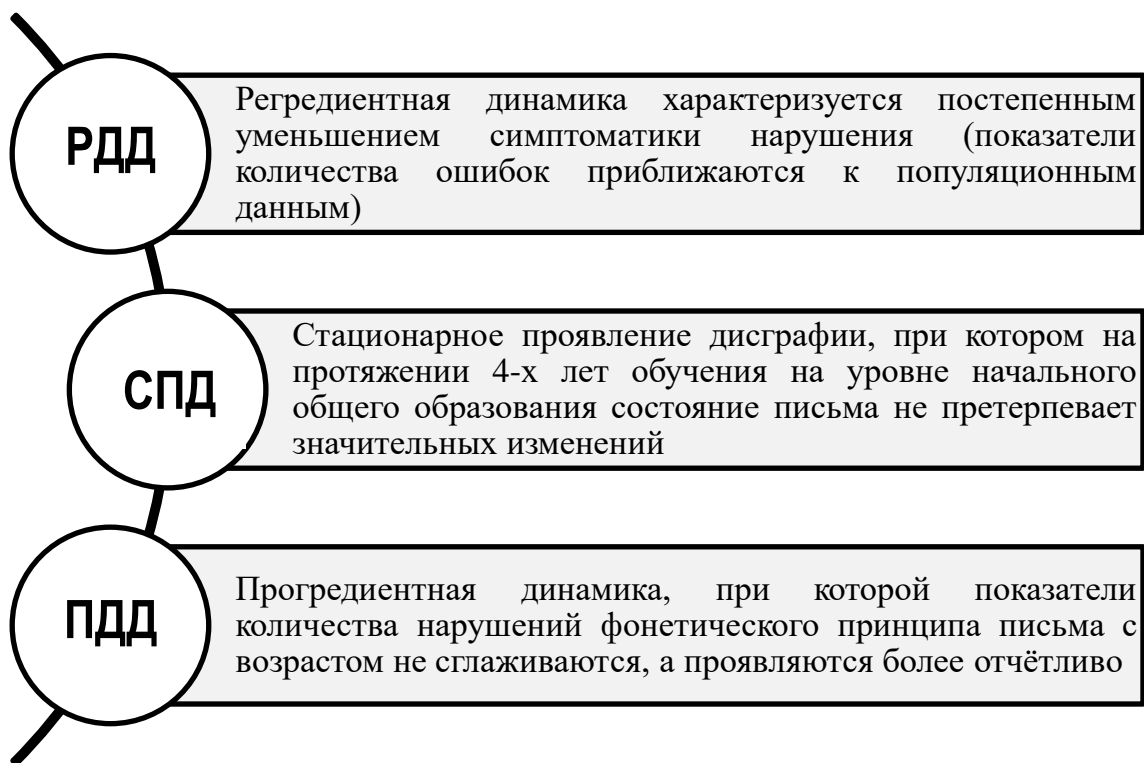 РДД
Регредиентная динамика характеризуется постепенным
уменьшением симптоматики нарушения (показатели
количества ошибок приближаются к популяционным
данным)
СПД
Стационарное проявление дисграфии, при котором на
протяжении 4-х лет обучения на уровне начального
общего образования состояние письма не претерпевает
значительных изменений
ПДД
Прогредиентная динамика, при которой показатели
количества нарушений фонетического принципа письма с
возрастом не сглаживаются, а проявляются более отчётливо